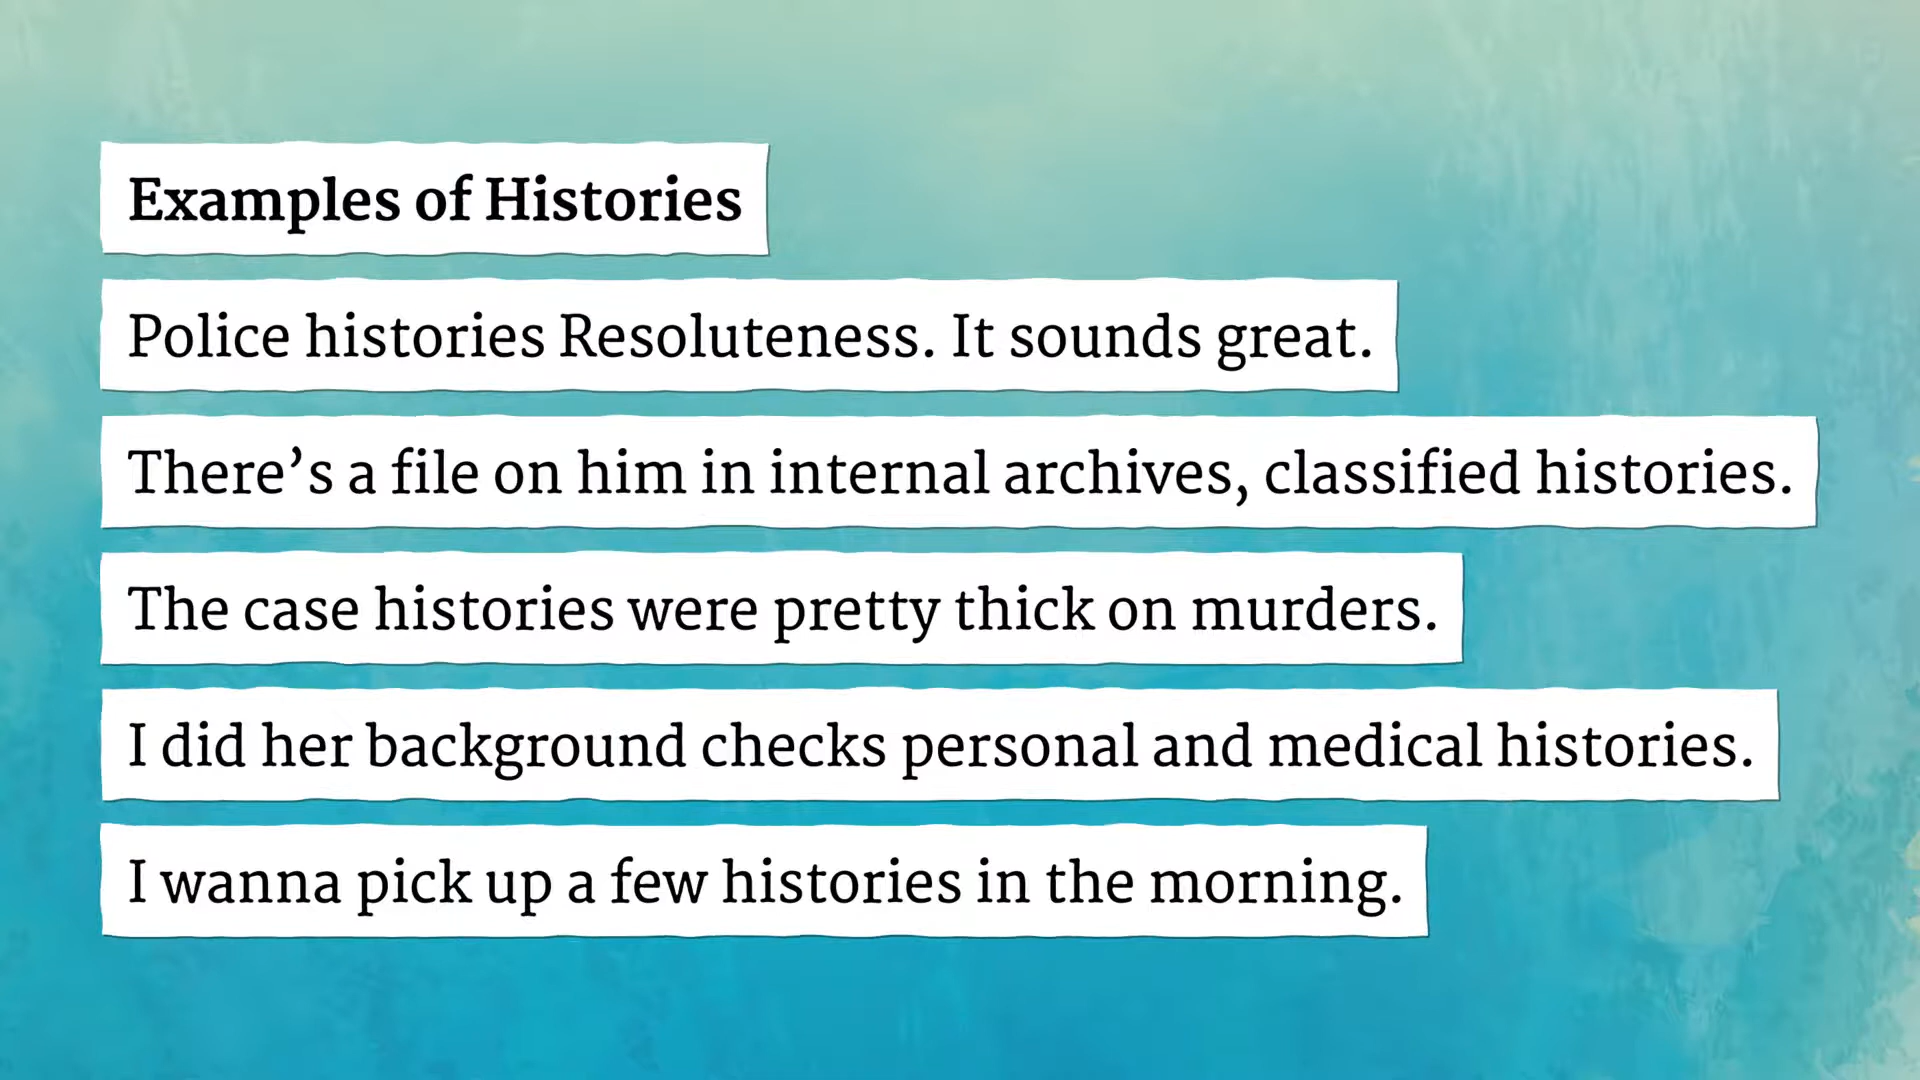 Examples of Histories
Police histories Resoluteness. It sounds great.
There’s a file on him in internal archives, classified histories.
The case histories were pretty thick on murders.
I did her background checks personal and medical histories.
I wanna pick up a few histories in the morning.